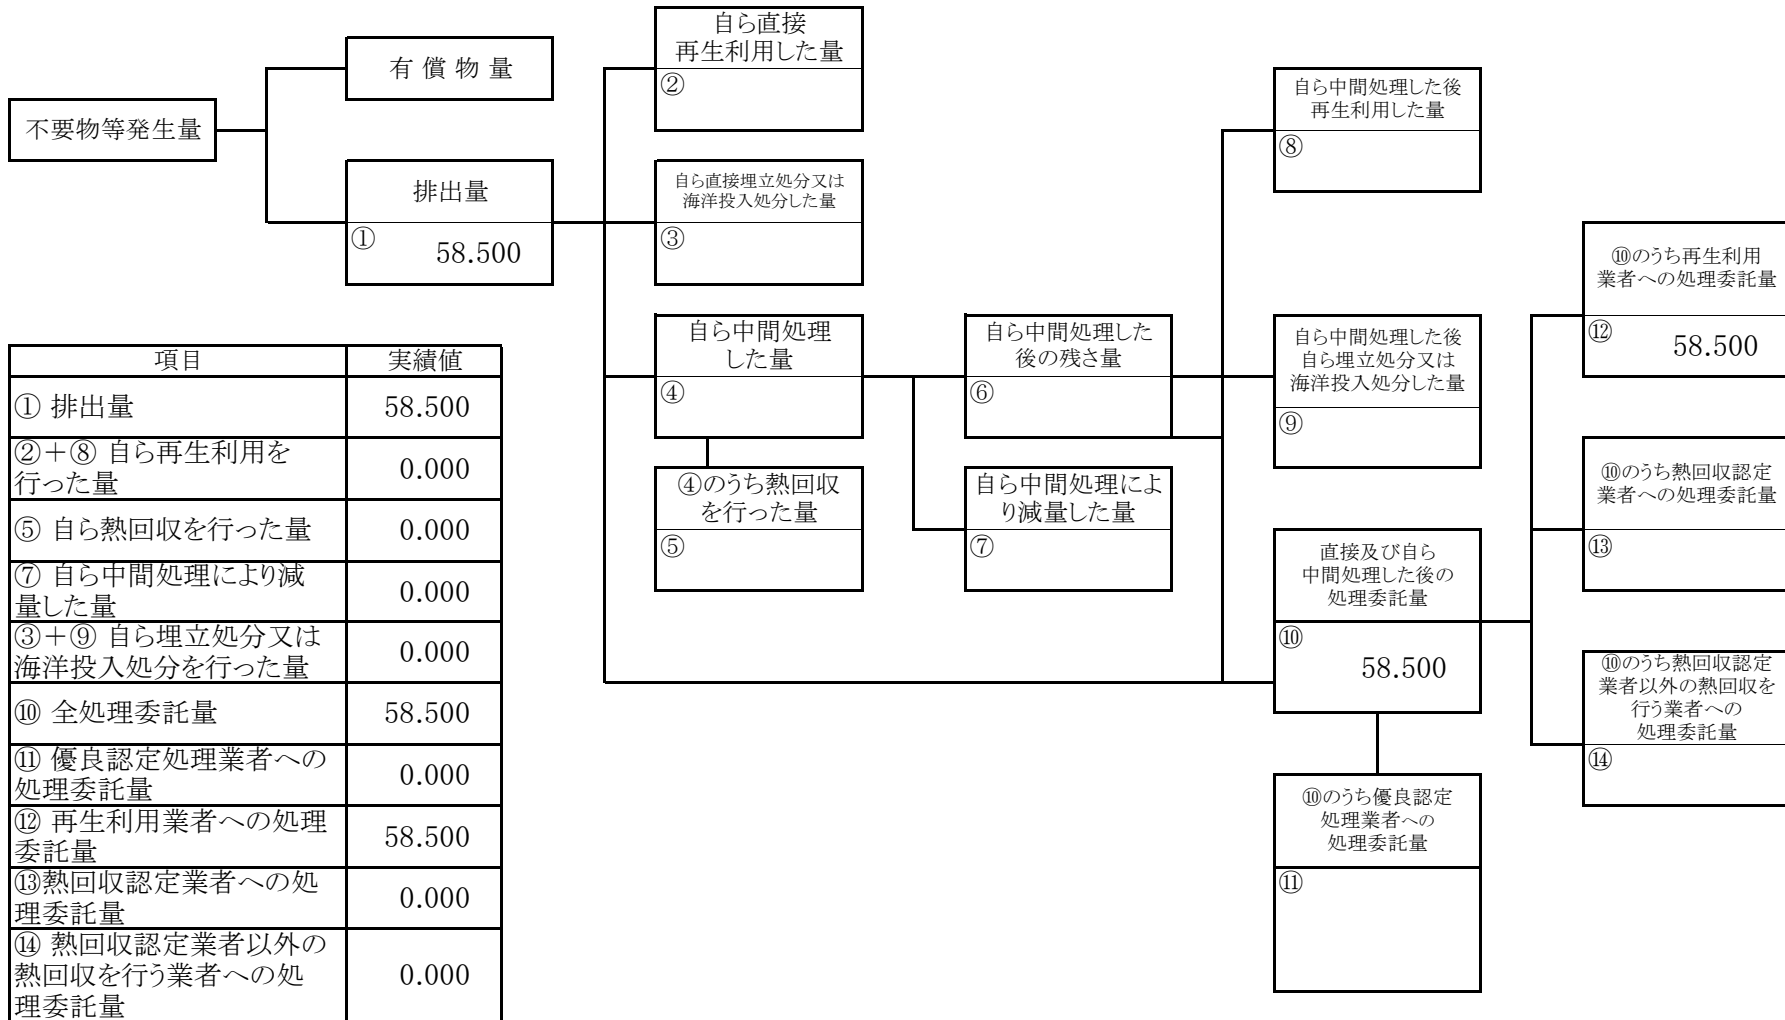 不要物等発生量
有 償 物 量
排出量
①
58.500
自ら直接
再生利用した量
②
自ら直接埋立処分又は
海洋投入処分した量
③
自ら中間処理
した量
④
④のうち熱回収
を行った量
⑤
自ら中間処理した
後の残さ量
⑥
自ら中間処理によ
り減量した量
⑦
自ら中間処理した後
再生利用した量
⑧
自ら中間処理した後
自ら埋立処分又は
海洋投入処分した量
⑨
直接及び自ら
中間処理した後の
処理委託量
⑩
58.500
⑩のうち優良認定
処理業者への
処理委託量
⑪
⑩のうち再生利用
業者への処理委託量
⑫
58.500
⑩のうち熱回収認定
業者への処理委託量
⑬
⑩のうち熱回収認定
業者以外の熱回収を
行う業者への
処理委託量
⑭
項目 実績値
① 排出量 58.500
②＋⑧ 自ら再生利用を
行った量 0.000
⑤ 自ら熱回収を行った量 0.000
⑦ 自ら中間処理により減
量した量 0.000
③＋⑨ 自ら埋立処分又は
海洋投入処分を行った量 0.000
⑩ 全処理委託量 58.500
⑪ 優良認定処理業者への
処理委託量 0.000
⑫ 再生利用業者への処理
委託量 58.500
⑬熱回収認定業者への処
理委託量 0.000
⑭ 熱回収認定業者以外の
熱回収を行う業者への処
理委託量 0.000